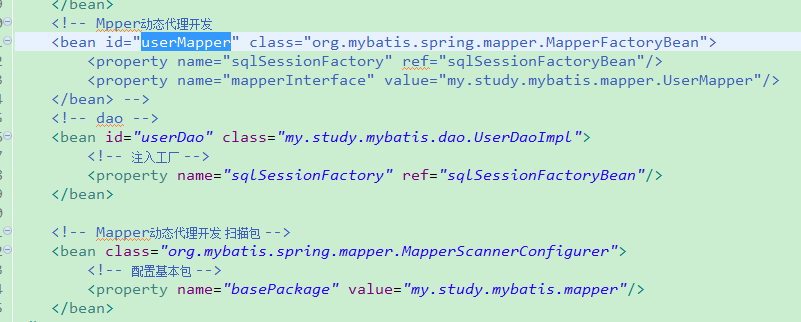 </bean>
<!-- Mpper动态代理开发
<bean id="userMapper" class="org.mybatis.spring.mapper.MapperFactoryBean">
<property name="sqlSessionFactory" ref="sqlSessionFactoryBean"/>
<property name="mapperInterface" value="my.study.mybatis.mapper.UserMapper"/>
</bean> -->
<!-- dao -->
<bean id="userDao" class="my.study.mybatis.dao.UserDaoImpl">
<!-- 注入工厂 -->
<property name="sqlSessionFactory" ref="sqlSessionFactoryBean"/>
</bean>
<!-- Mapper动态代理开发 扫描包 -->
<bean class="org.mybatis.spring.mapper.MapperScannerConfigurer">
<!-- 配置基本包 -->
<property name="basePackage" value="my.study.mybatis.mapper"/>
</bean>